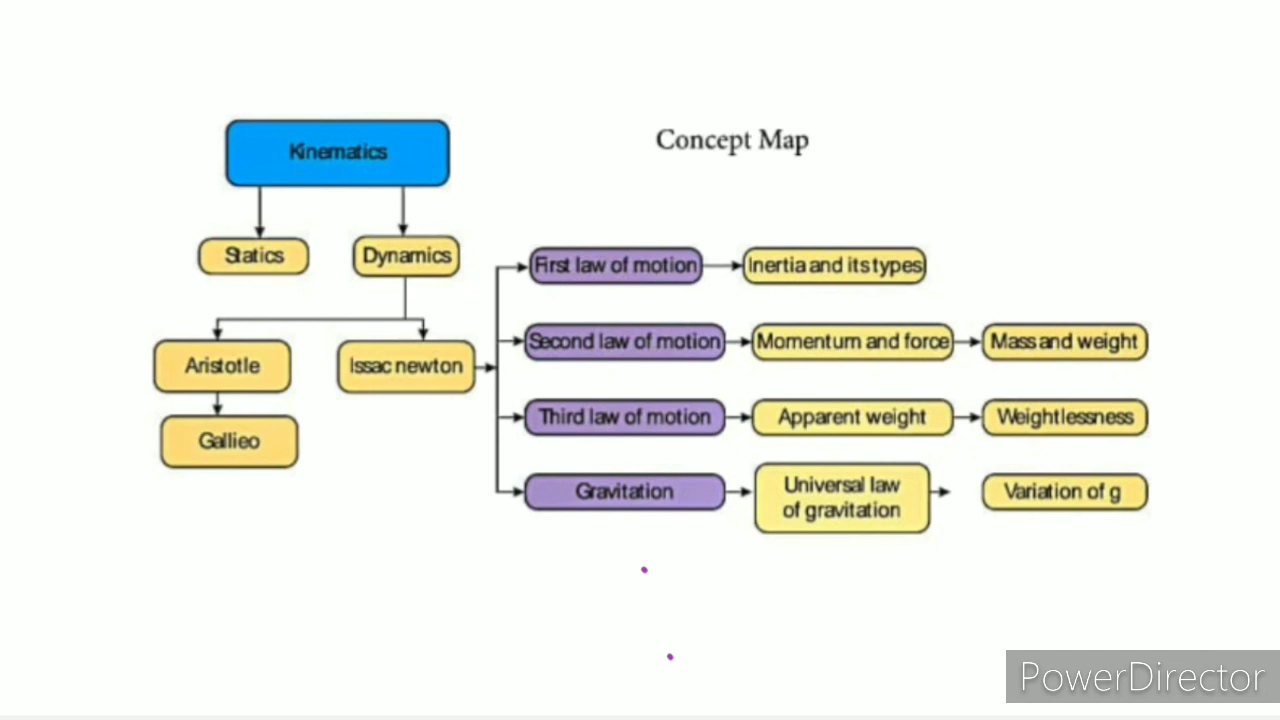 Kinematics
Concept Map
Statics
Dynamics
First law of motion
Inertia and its types
Second law of motion
Momentum and force
Mass and weight
Aristotle
Issac newton
Third law of motion
Apparent weight
Weightlessness
Gallieo
Gravitation
Universal law
of gravitation
Variation of g
PowerDirector